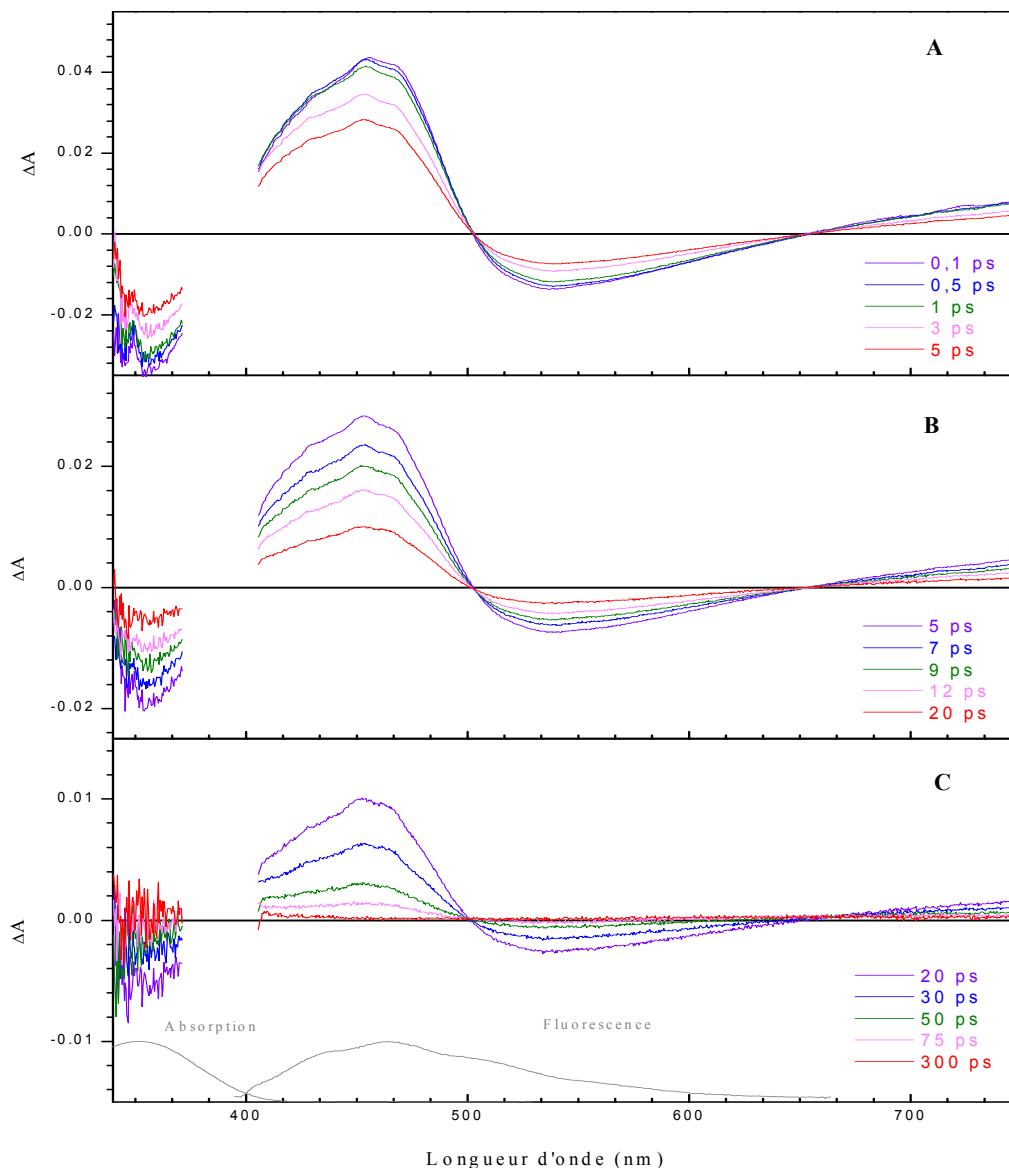 A
0.04
0.02
ΔA
0.00
-0.02
0,1 ps
0,5 ps
1 ps
3 ps
5 ps
B
0.02
ΔA
0.00
-0.02
5 ps
7 ps
9 ps
12 ps
20 ps
C
0.01
ΔA
0.00
-0.01
20 ps
30 ps
50 ps
75 ps
300 ps
Absorption
Fluorescence
400 500 600 700
Longueur d'onde (nm)